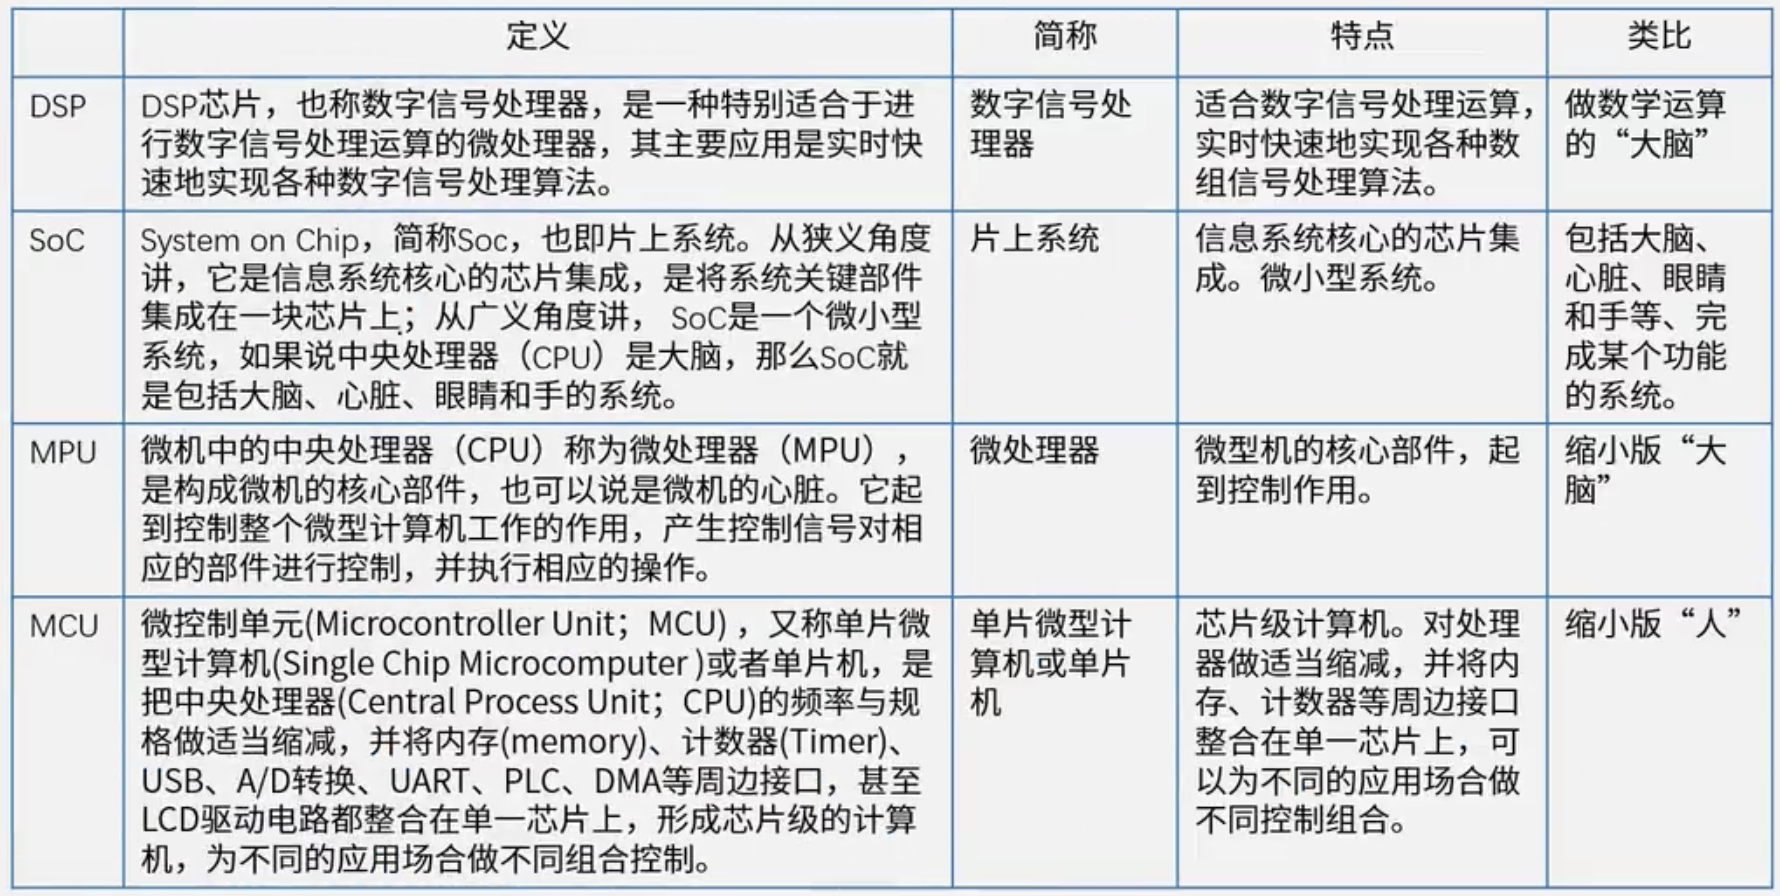 定义
简称
特点
类比
DSP
DSP芯片，也称数字信号处理器，是一种特别适合于进
行数字信号处理运算的微处理器，其主要应用是实时快
速地实现各种数字信号处理算法。
数字信号处
理器
适合数字信号处理运算，
实时快速地实现各种数
组信号处理算法。
做数学运算
的“大脑”
SoC
System on Chip，简称Soc，也即片上系统。从狭义角度
讲，它是信息系统核心的芯片集成，是将系统关键部件
集成在一块芯片上；从广义角度讲， SoC是一个微小型
系统，如果说中央处理器（CPU）是大脑，那么SoC就
是包括大脑、心脏、眼睛和手的系统。
片上系统
信息系统核心的芯片集
成。微小型系统。
包括大脑、
心脏、眼睛
和手等、完
成某个功能
的系统。
MPU
微机中的中央处理器（CPU）称为微处理器（MPU），
是构成微机的核心部件，也可以说是微机的心脏。它起
到控制整个微型计算机工作的作用，产生控制信号对相
应的部件进行控制，并执行相应的操作。
微处理器
微型机的核心部件，起
到控制作用。
缩小版“大
脑”
MCU
微控制单元(Microcontroller Unit；MCU) ，又称单片微
型计算机(Single Chip Microcomputer )或者单片机，是
把中央处理器(Central Process Unit；CPU)的频率与规
格做适当缩减，并将内存(memory)、计数器(Timer)、
USB、A/D转换、UART、PLC、DMA等周边接口，甚至
LCD驱动电路都整合在单一芯片上，形成芯片级的计算
机，为不同的应用场合做不同组合控制。
单片微型计
算机或单片
机
芯片级计算机。对处理
器做适当缩减，并将内
存、计数器等周边接口
整合在单一芯片上，可
以为不同的应用场合做
不同控制组合。
缩小版“人”